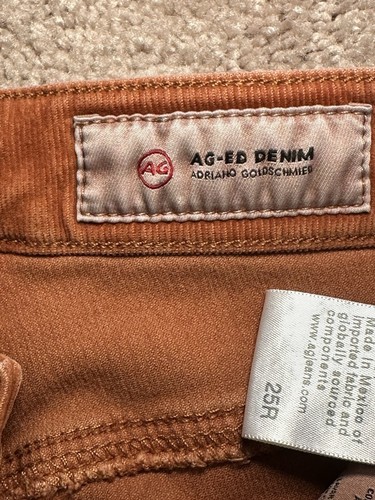 AG
AG-ED DENIM
ADRIANO GOLDSCHMIED
Made in Mexico of
imported fabric and
globally sourced
components
www.agjeans.com
25R